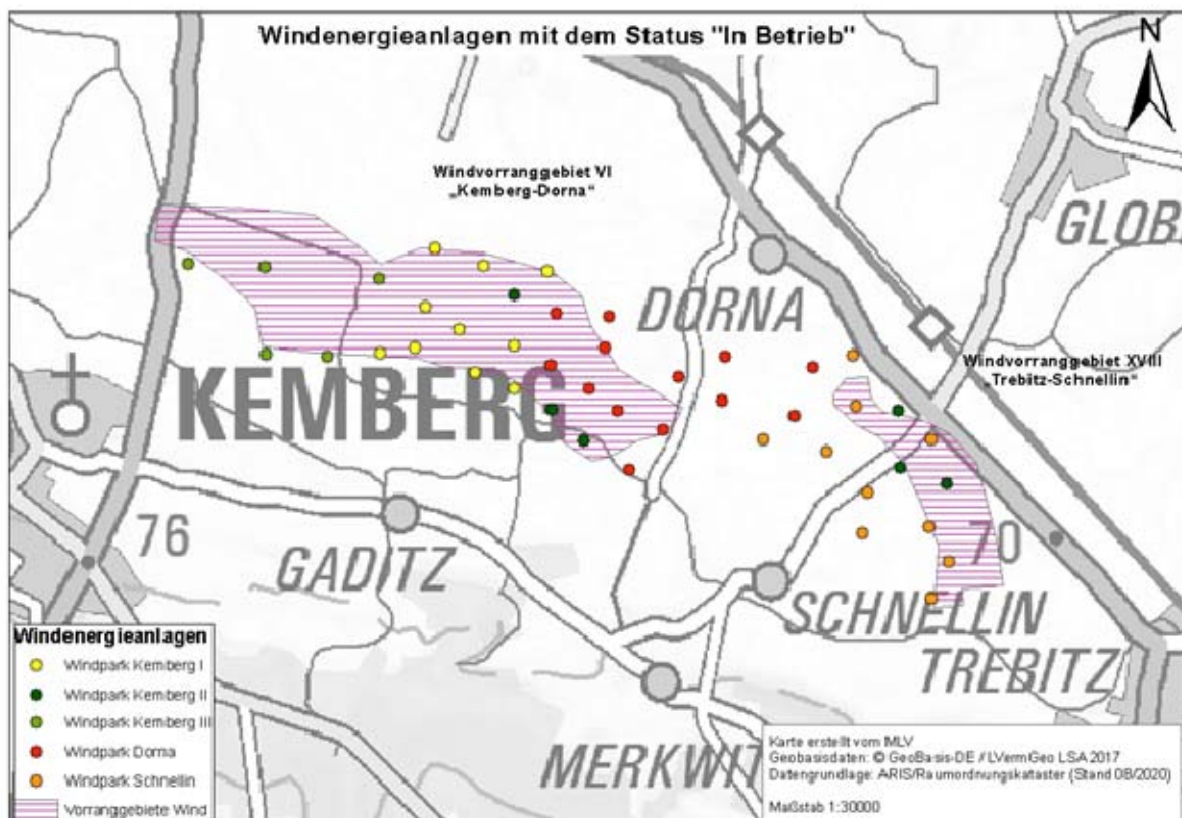 Windenergieanlagen mit dem Status "In Betrieb"
N
Windvorranggebiet VI
„Kemberg-Dorna“
GLOB
DORNA
Windvorranggebiet XVIII
„Trebitz-Schnellin“
KEMBERG
76
70
GADITZ
SCHNELLIN
TREBITZ
MERKWIT
Windenergieanlagen
Windpark Kemberg I
Windpark Kemberg II
Windpark Kemberg III
Windpark Dorna
Windpark Schnellin
Vorranggebiete Wind
Karte erstellt vom IMLV
Geobasisdaten: © GeoBasis-DE / LVermGeo LSA 2017
Datengrundlage: ARIS/Raumordnungskataster (Stand 08/2020)
Maßstab 1:30000